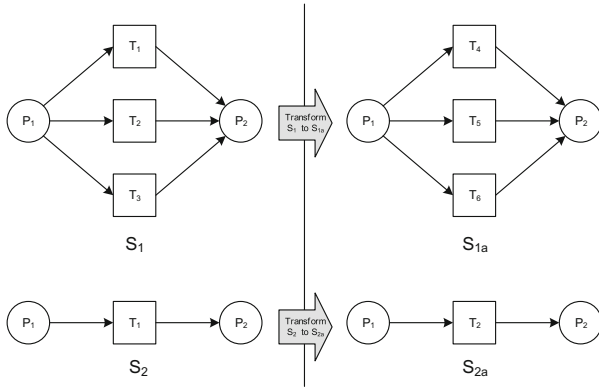 T1
T4
P1
T2
P2
Transform
S1 to S1a
P1
T5
P2
T3
T6
S1
S1a
P1
T1
P2
Transform
S2 to S2a
P1
T2
P2
S2
S2a